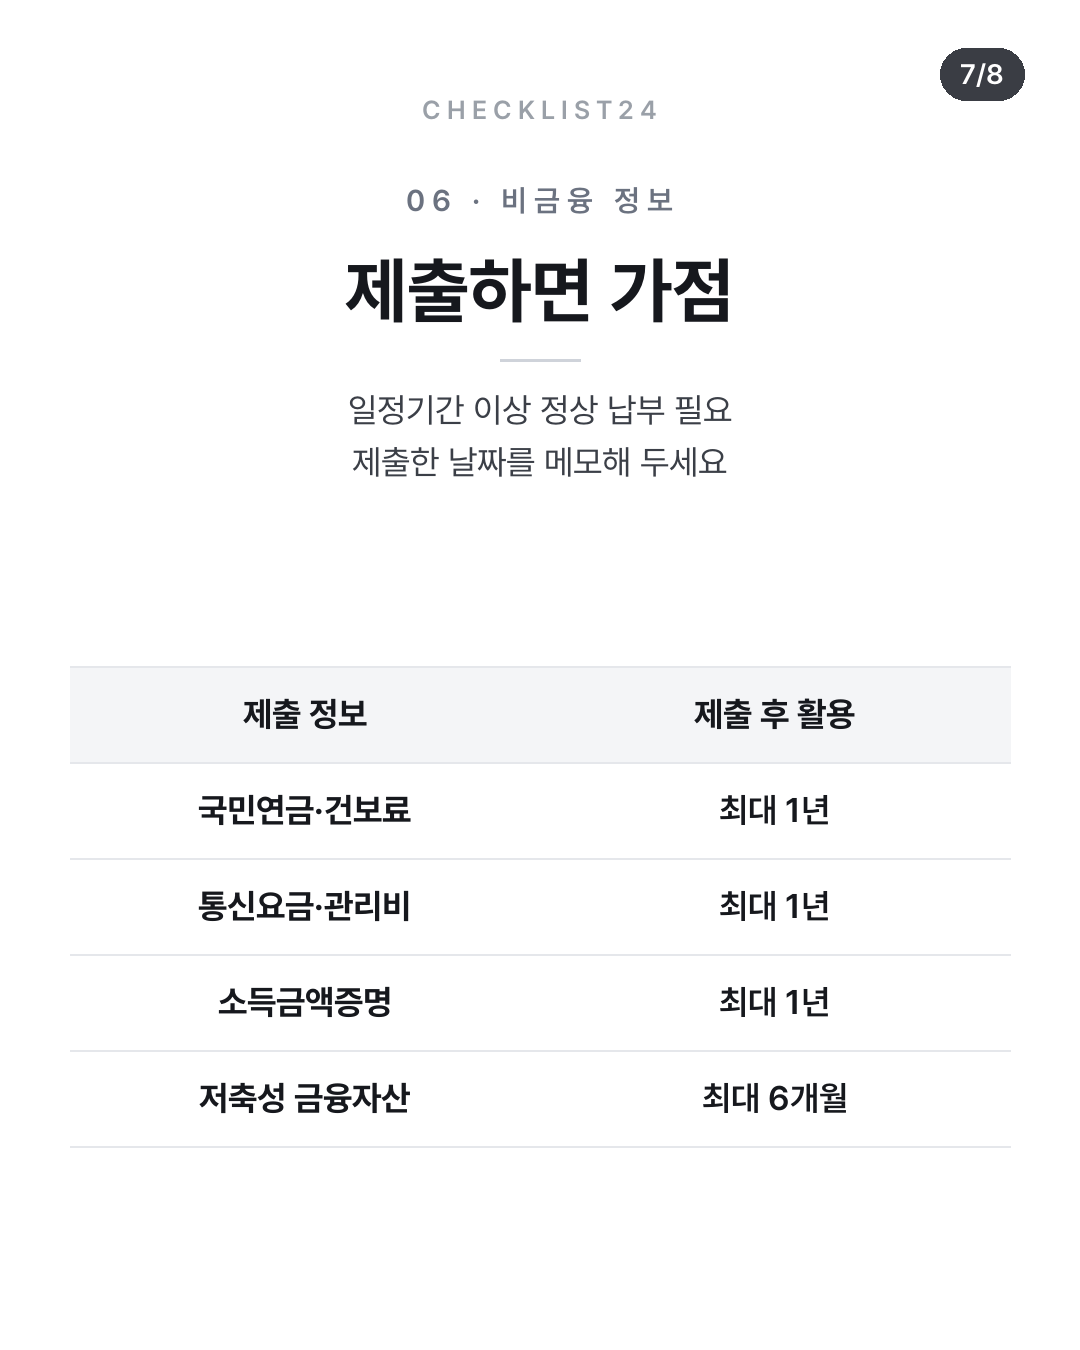 7/8
CHECKLIST24
06 · 비금융 정보
제출하면 가점
일정기간 이상 정상 납부 필요
제출한 날짜를 메모해 두세요
제출 정보 제출 후 활용
국민연금·건보료 최대 1년
통신요금·관리비 최대 1년
소득금액증명 최대 1년
저축성 금융자산 최대 6개월